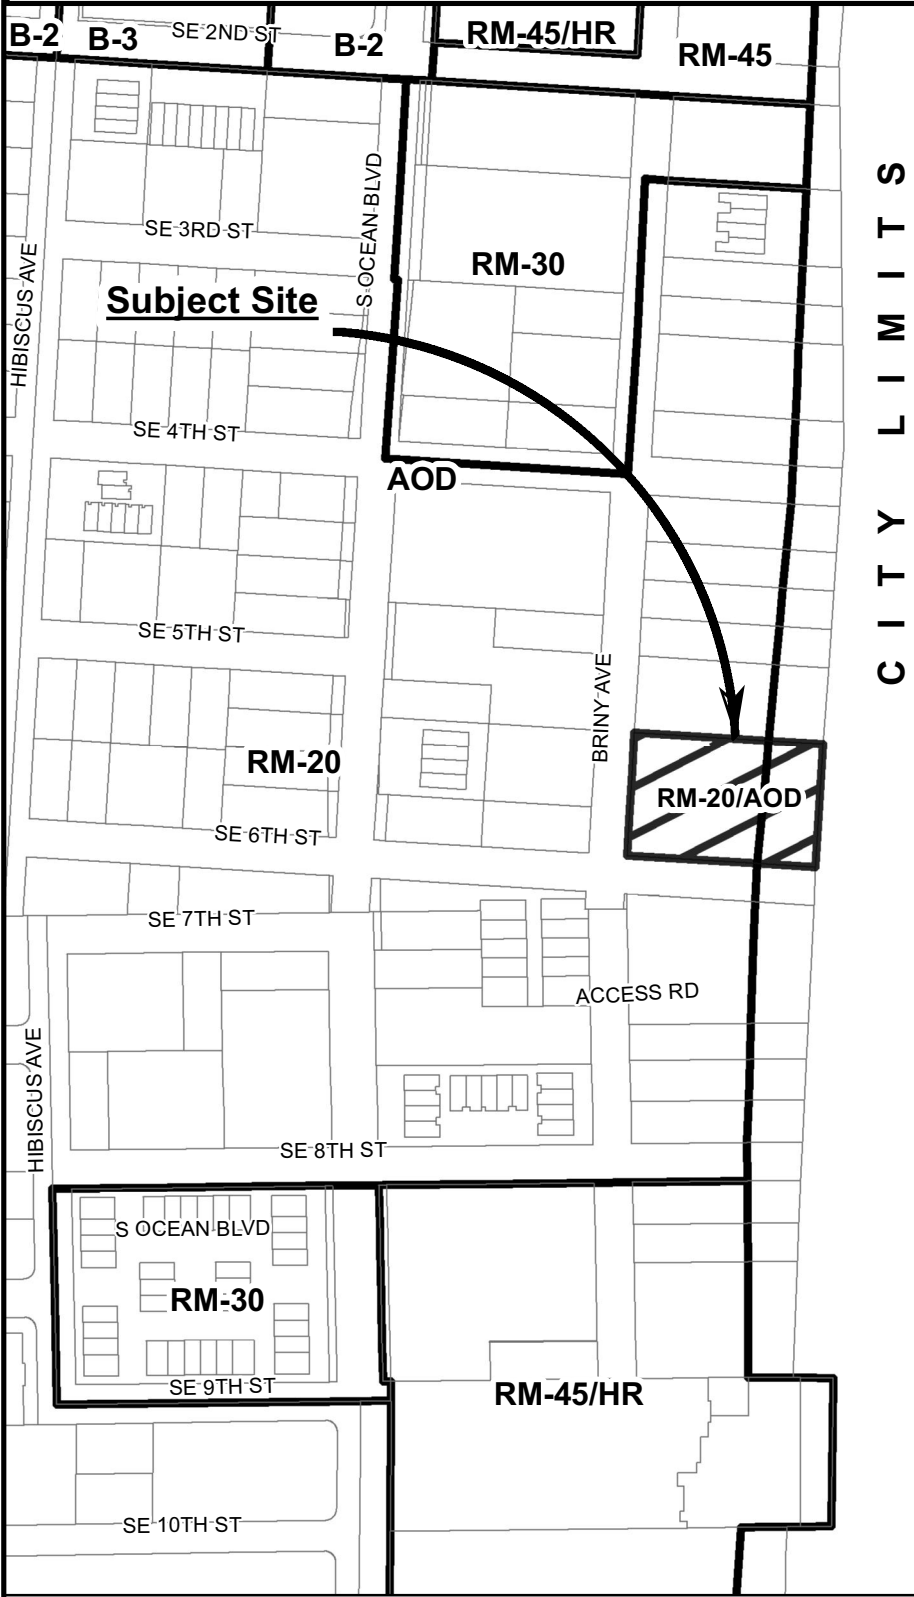 SE 2ND ST
RM-45/HR
B-2
B-3
B-2
RM-45
S OCEAN BLVD
SE 3RD ST
RM-30
HIBISCUS AVE
Subject Site
CITY LIMITS
SE 4TH ST
AOD
SE 5TH ST
BRINY AVE
RM-20
RM-20/AOD
SE 6TH ST
SE 7TH ST
ACCESS RD
HIBISCUS AVE
SE 8TH ST
S OCEAN BLVD
RM-30
SE 9TH ST
RM-45/HR
SE 10TH ST